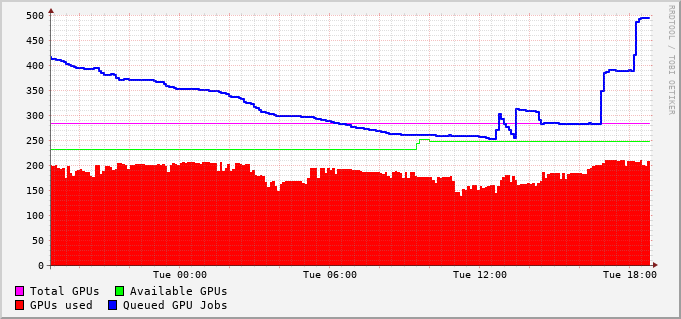 500
450
400
350
300
250
200
150
100
50
0
Tue 00:00 Tue 06:00 Tue 12:00 Tue 18:00
Total GPUs Available GPUs
GPUs used Queued GPU Jobs
RRDTOOL / TOBI OETIKER